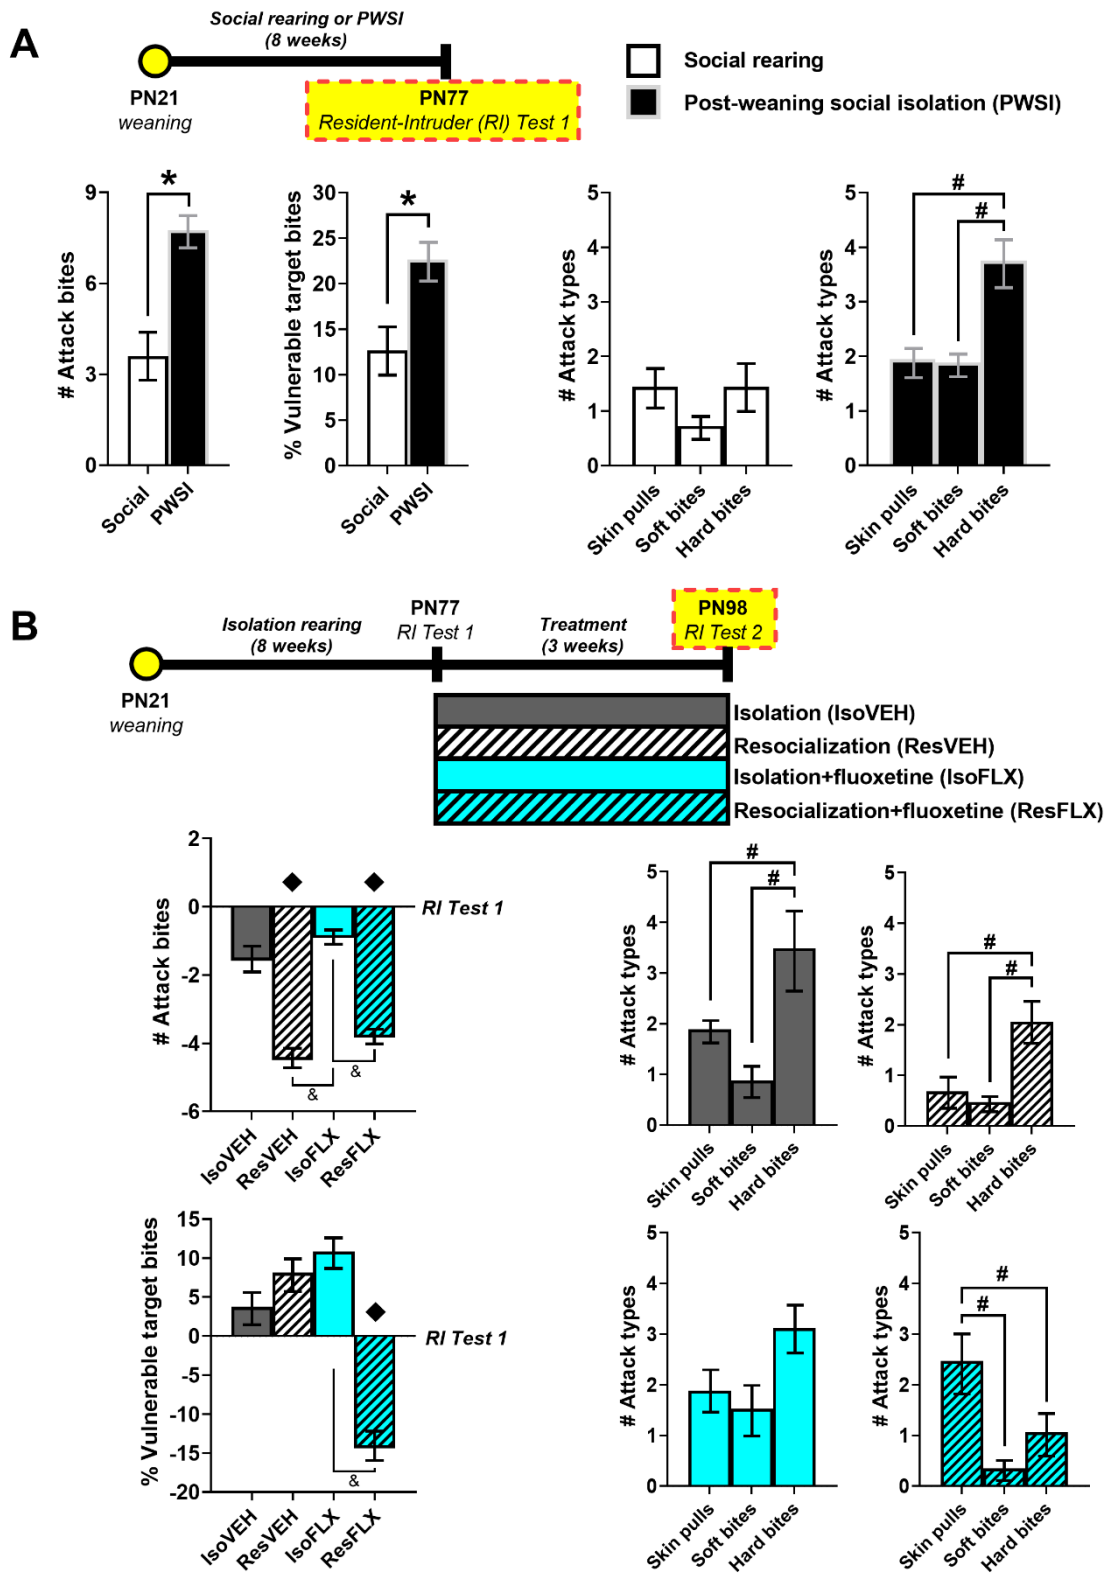 A
Social rearing or PWSI
(8 weeks)
PN21
weaning
PN77
Resident-Intruder (RI) Test 1
Social rearing
Post-weaning social isolation (PWSI)
# Attack bites
9
6
3
0
*
Social
PWSI
% Vulnerable target bites
30
25
20
15
10
5
0
*
Social
PWSI
# Attack types
5
4
3
2
1
0
Skin pulls
Soft bites
Hard bites
# Attack types
5
4
3
2
1
0
#
#
Skin pulls
Soft bites
Hard bites
B
Isolation rearing
(8 weeks)
PN77
RI Test 1
Treatment
(3 weeks)
PN98
RI Test 2
PN21
weaning
Isolation (IsoVEH)
Resocialization (ResVEH)
Isolation+fluoxetine (IsoFLX)
Resocialization+fluoxetine (ResFLX)
# Attack bites
2
0
-2
-4
-6
RI Test 1
&
&
IsoVEH
ResVEH
IsoFLX
ResFLX
# Attack types
5
4
3
2
1
0
#
#
Skin pulls
Soft bites
Hard bites
# Attack types
5
4
3
2
1
0
#
#
Skin pulls
Soft bites
Hard bites
% Vulnerable target bites
15
10
5
0
-5
-10
-15
-20
RI Test 1
&
IsoVEH
ResVEH
IsoFLX
ResFLX
# Attack types
5
4
3
2
1
0
Skin pulls
Soft bites
Hard bites
# Attack types
5
4
3
2
1
0
#
#
Skin pulls
Soft bites
Hard bites